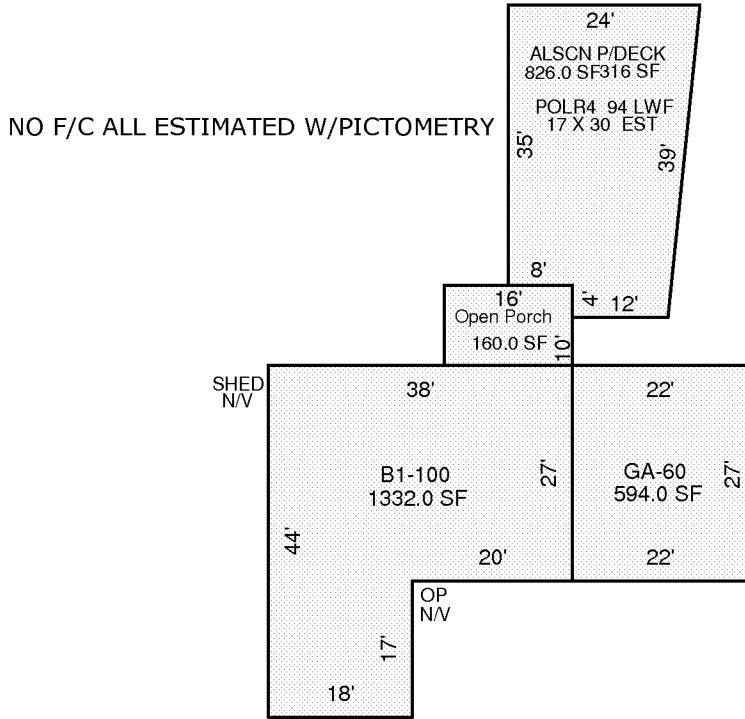 24'
ALSCN P/DECK
826.0 SF316 SF
POLR4 94 LWF
17 X 30 EST
NO F/C ALL ESTIMATED W/PICTOMETRY
35'
39'
8'
16'
4'
12'
Open Porch
160.0 SF
10'
SHED
N/V
38'
22'
B1-100
1332.0 SF
27'
GA-60
594.0 SF
27'
44'
20'
22'
OP
N/V
17'
18'